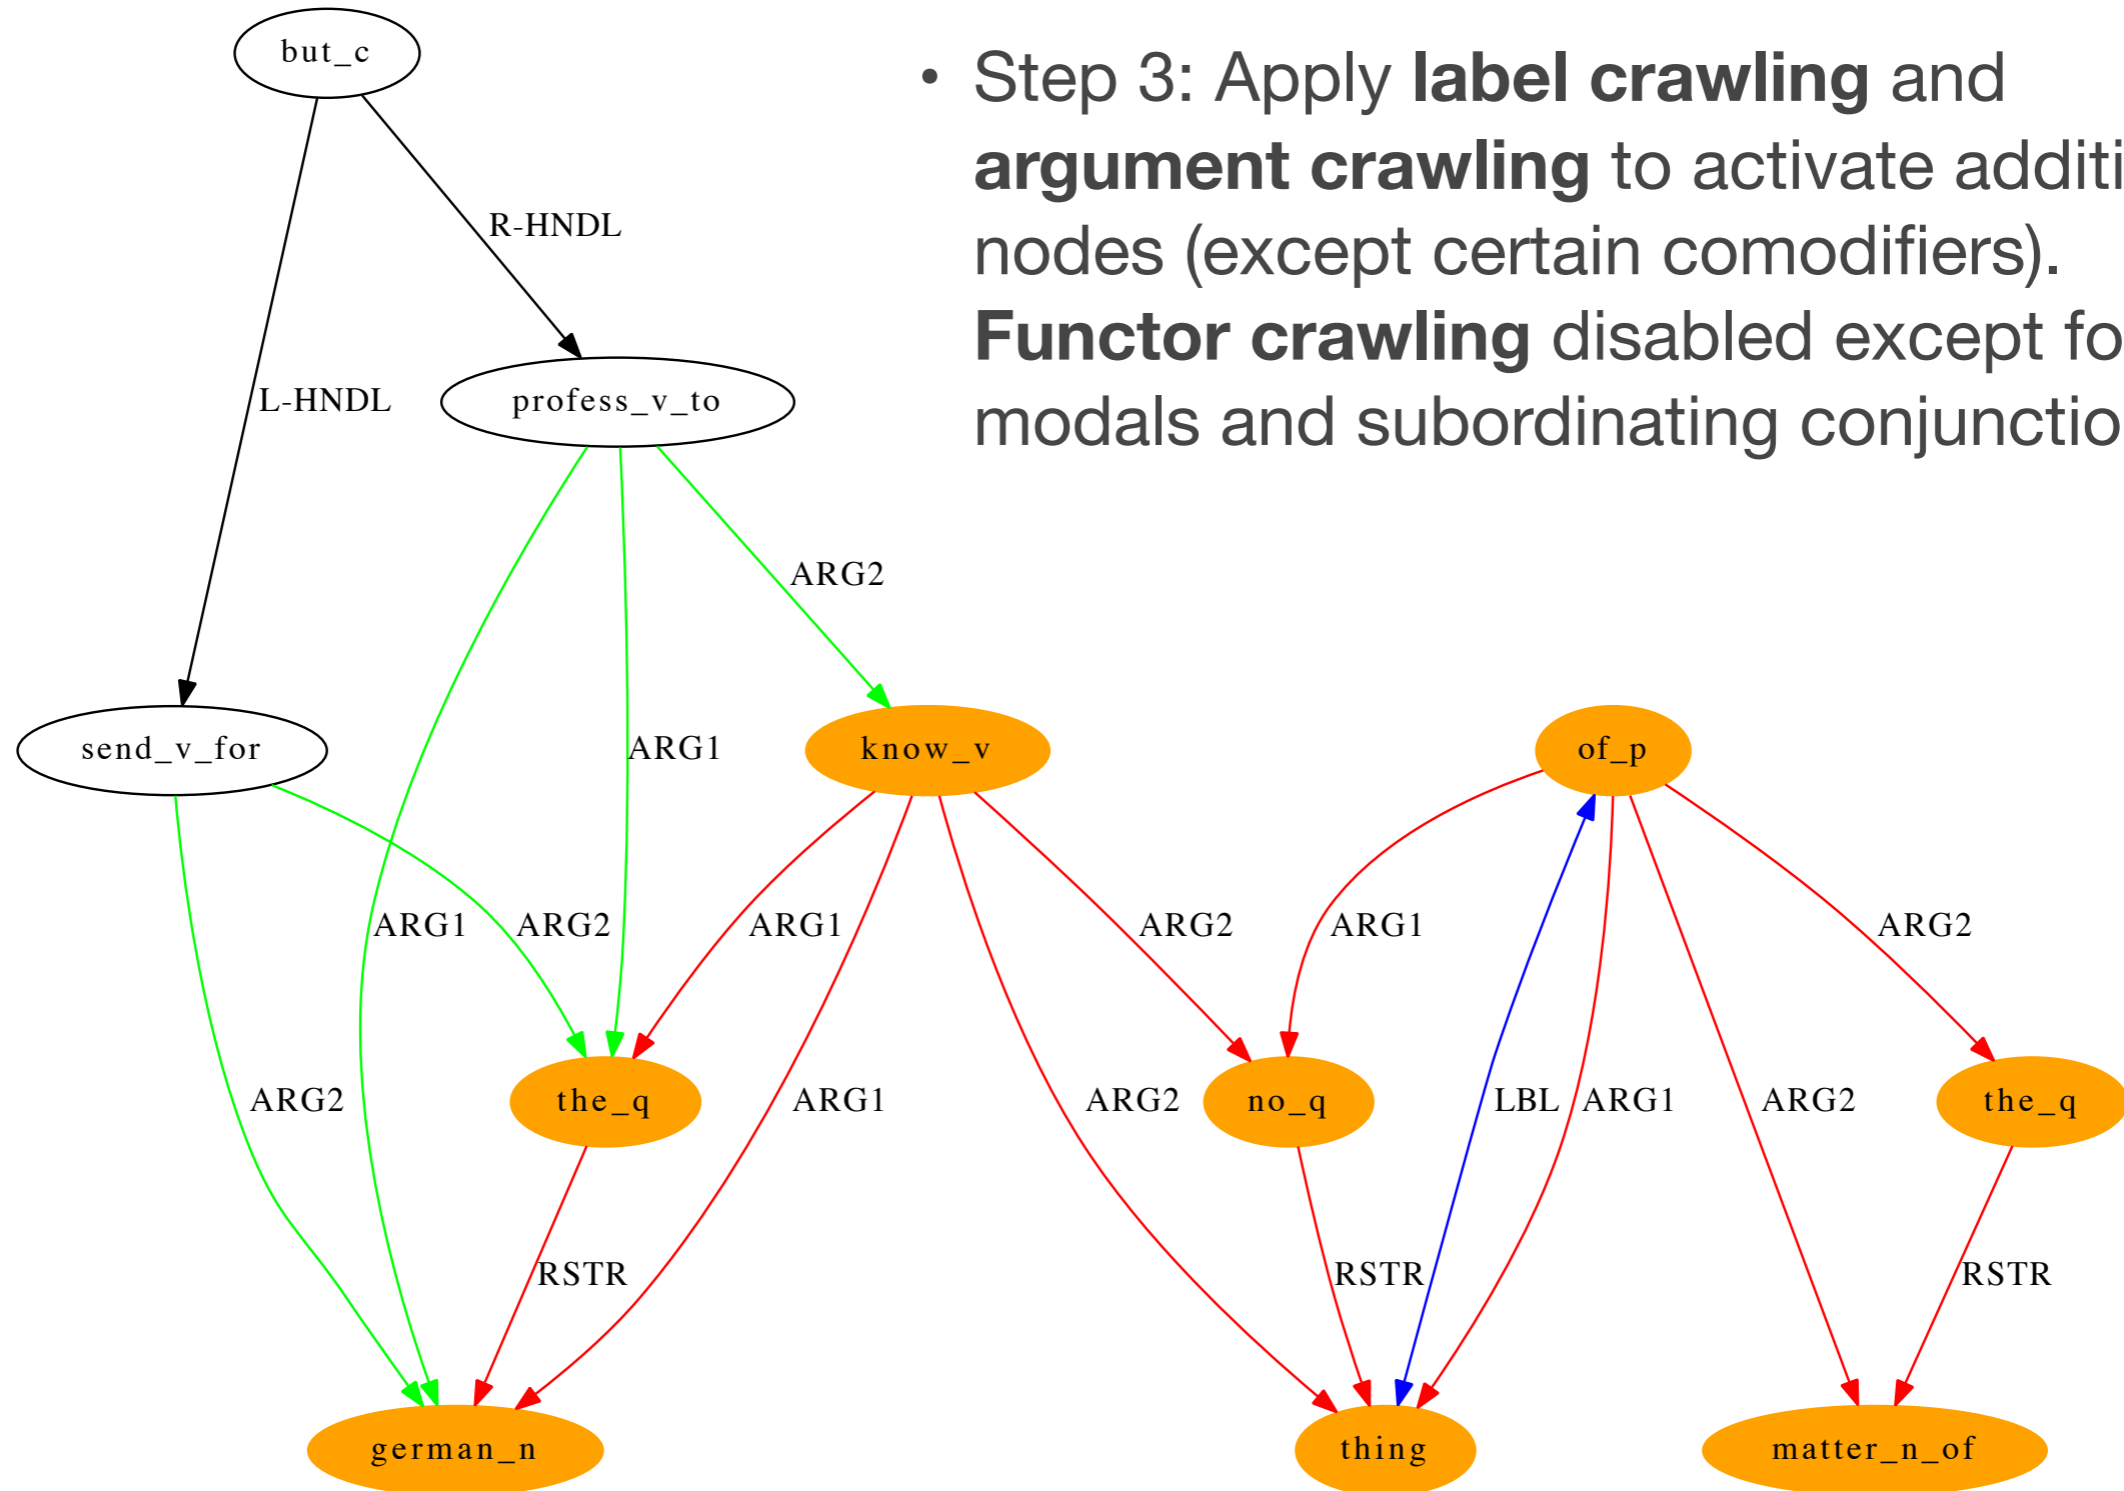 but_c
• Step 3: Apply label crawling and
argument crawling to activate additi
nodes (except certain comodifiers).
Functor crawling disabled except fo
modals and subordinating conjunctio
R-HNDL
L-HNDL
profess_v_to
ARG2
send_v_for
ARG1
know_v
of_p
ARG1
ARG2
ARG1
ARG2
ARG1
ARG2
ARG2
the_q
ARG1
ARG2
no_q
LBL
ARG1
ARG2
the_q
RSTR
RSTR
RSTR
german_n
thing
matter_n_of